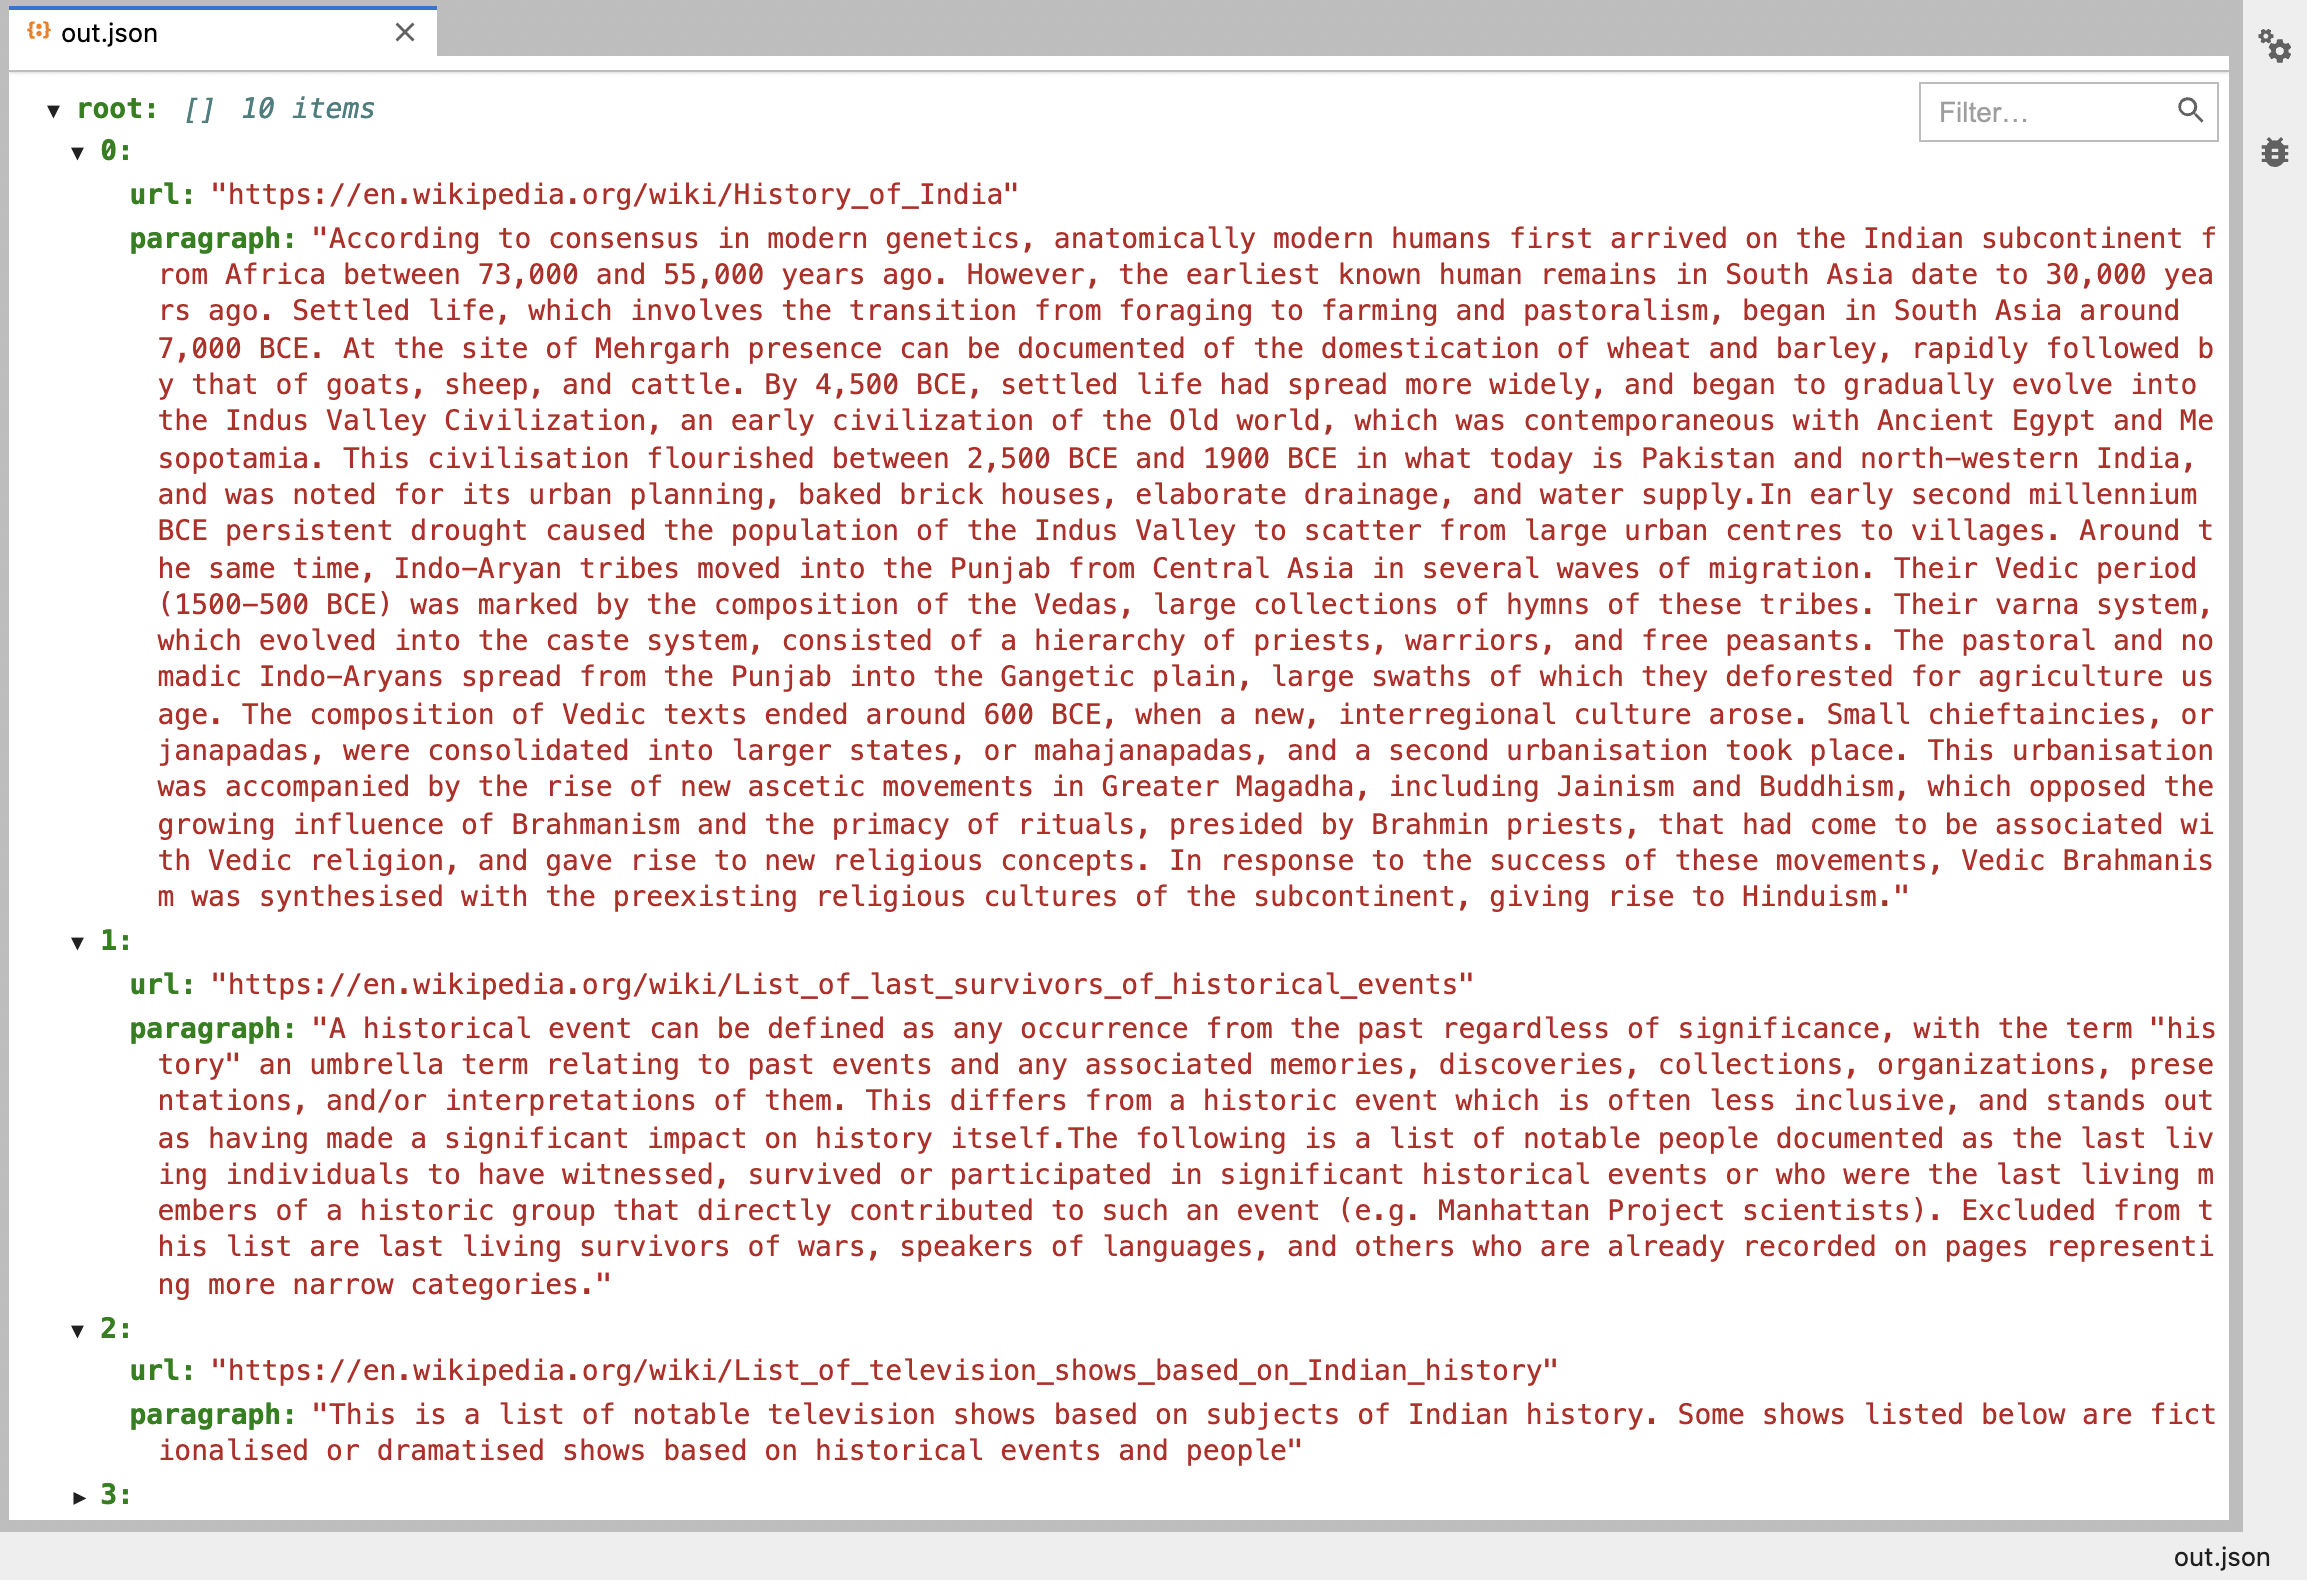 out.json
root: [] 10 items
Filter...
0:
url: "https://en.wikipedia.org/wiki/History_of_India"
paragraph: "According to consensus in modern genetics, anatomically modern humans first arrived on the Indian subcontinent f
rom Africa between 73,000 and 55,000 years ago. However, the earliest known human remains in South Asia date to 30,000 yea
rs ago. Settled life, which involves the transition from foraging to farming and pastoralism, began in South Asia around
7,000 BCE. At the site of Mehrgarh presence can be documented of the domestication of wheat and barley, rapidly followed b
y that of goats, sheep, and cattle. By 4,500 BCE, settled life had spread more widely, and began to gradually evolve into
the Indus Valley Civilization, an early civilization of the Old world, which was contemporaneous with Ancient Egypt and Me
sopotamia. This civilisation flourished between 2,500 BCE and 1900 BCE in what today is Pakistan and north-western India,
and was noted for its urban planning, baked brick houses, elaborate drainage, and water supply.In early second millennium
BCE persistent drought caused the population of the Indus Valley to scatter from large urban centres to villages. Around t
he same time, Indo-Aryan tribes moved into the Punjab from Central Asia in several waves of migration. Their Vedic period
(1500-500 BCE) was marked by the composition of the Vedas, large collections of hymns of these tribes. Their varna system,
which evolved into the caste system, consisted of a hierarchy of priests, warriors, and free peasants. The pastoral and no
madic Indo-Aryans spread from the Punjab into the Gangetic plain, large swaths of which they deforested for agriculture us
age. The composition of Vedic texts ended around 600 BCE, when a new, interregional culture arose. Small chieftaincies, or
janapadas, were consolidated into larger states, or mahajanapadas, and a second urbanisation took place. This urbanisation
was accompanied by the rise of new ascetic movements in Greater Magadha, including Jainism and Buddhism, which opposed the
growing influence of Brahmanism and the primacy of rituals, presided by Brahmin priests, that had come to be associated wi
th Vedic religion, and gave rise to new religious concepts. In response to the success of these movements, Vedic Brahmanis
m was synthesised with the preexisting religious cultures of the subcontinent, giving rise to Hinduism."
1:
url: "https://en.wikipedia.org/wiki/List_of_last_survivors_of_historical_events"
paragraph: "A historical event can be defined as any occurrence from the past regardless of significance, with the term "his
tory" an umbrella term relating to past events and any associated memories, discoveries, collections, organizations, prese
ntations, and/or interpretations of them. This differs from a historic event which is often less inclusive, and stands out
as having made a significant impact on history itself.The following is a list of notable people documented as the last liv
ing individuals to have witnessed, survived or participated in significant historical events or who were the last living m
embers of a historic group that directly contributed to such an event (e.g. Manhattan Project scientists). Excluded from t
his list are last living survivors of wars, speakers of languages, and others who are already recorded on pages representi
ng more narrow categories."
2:
url: "https://en.wikipedia.org/wiki/List_of_television_shows_based_on_Indian_history"
paragraph: "This is a list of notable television shows based on subjects of Indian history. Some shows listed below are fict
ionalised or dramatised shows based on historical events and people"
3:
out.json